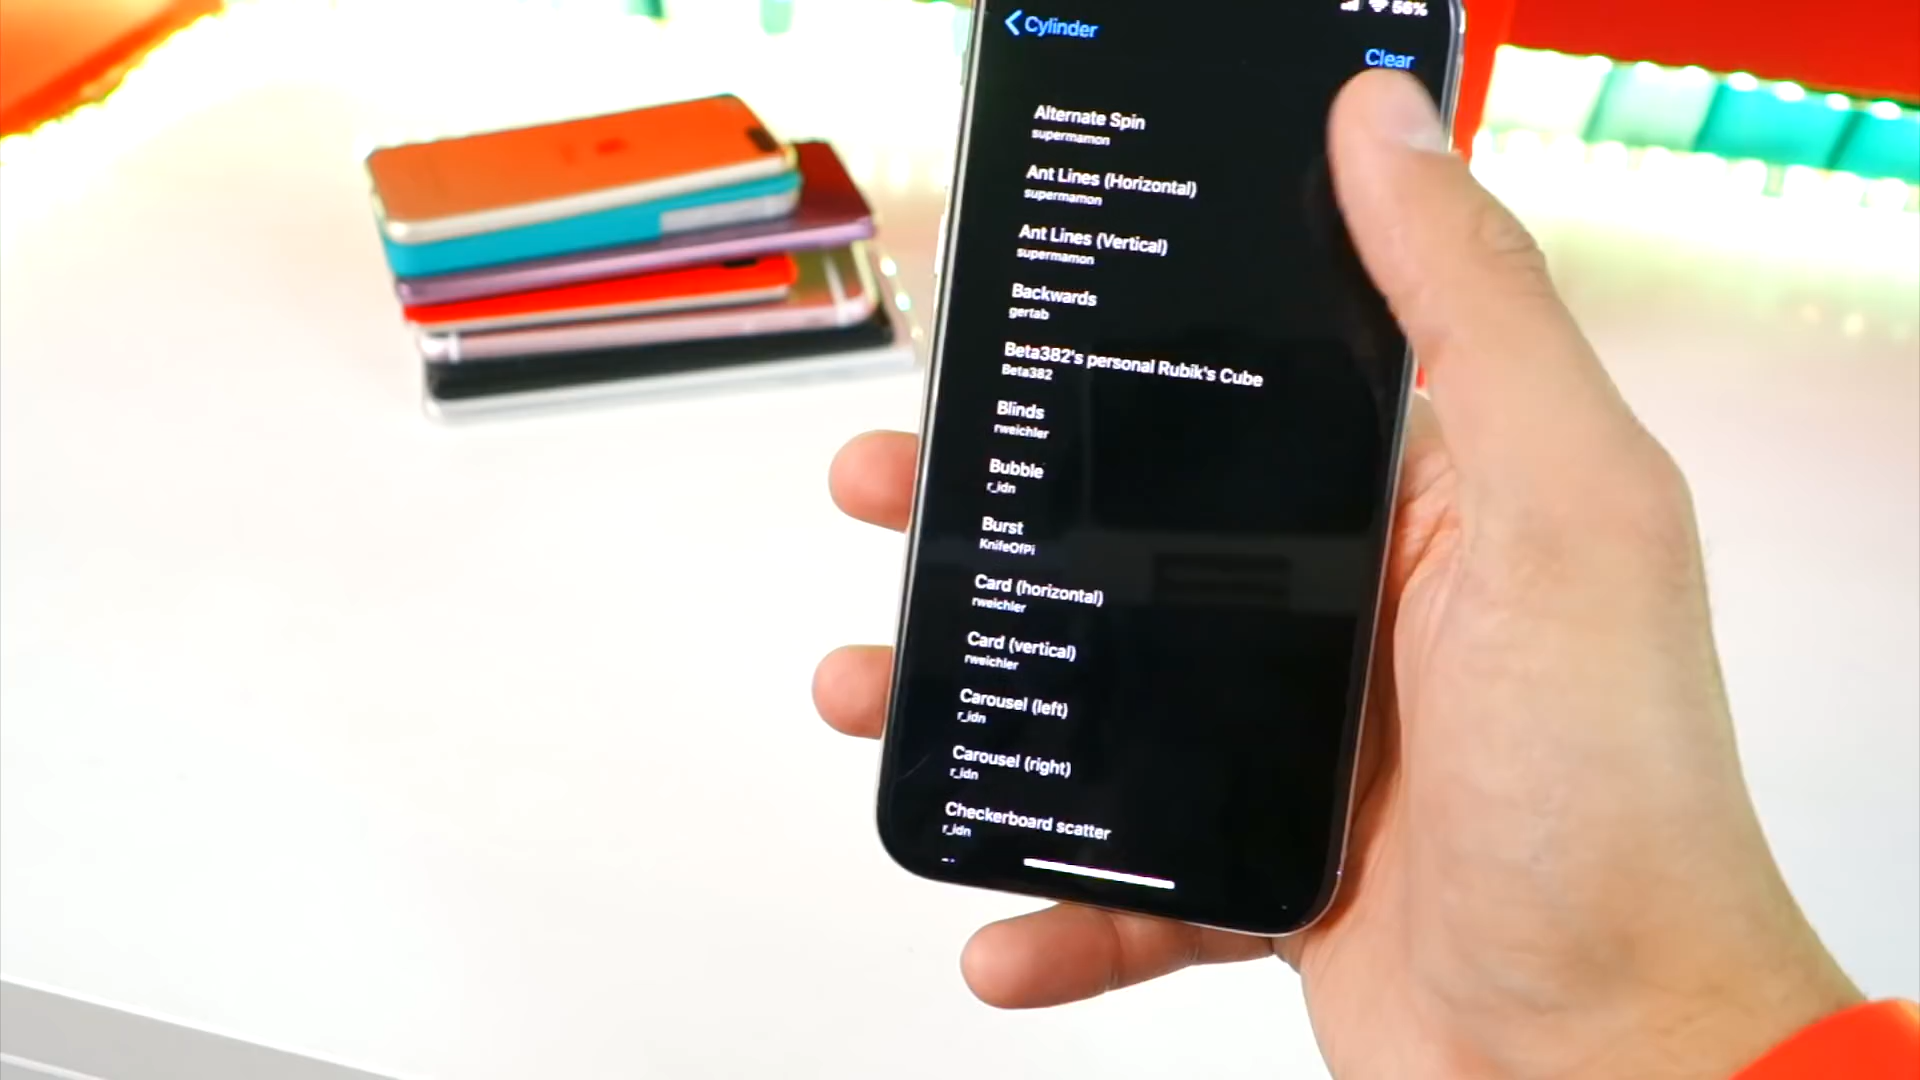 56%
Cylinder
Clear
Alternate Spin
supermamon
Ant Lines (Horizontal)
supermamon
Ant Lines (Vertical)
supermamon
Backwards
gertab
Beta382's personal Rubik's Cube
Beta382
Blinds
rweichler
Bubble
r_idn
Burst
KnifeOfPi
Card (horizontal)
rweichler
Card (vertical)
rweichler
Carousel (left)
r_idn
Carousel (right)
r_idn
Checkerboard scatter
r_idn